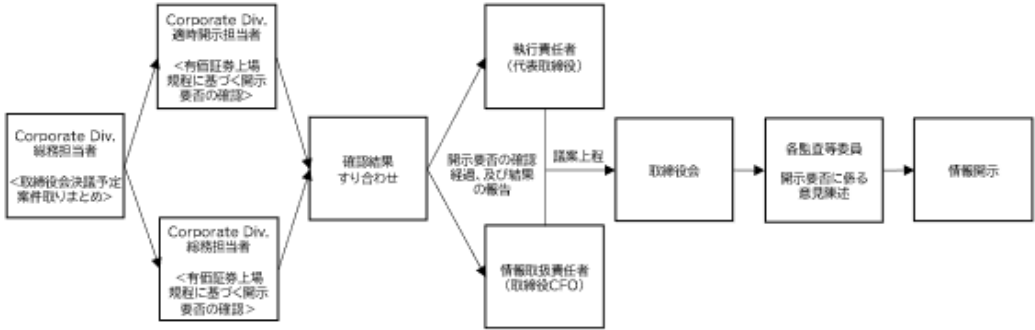 Corporate Div.
総務担当者
<取締役会決議予定
案件取りまとめ>
Corporate Div.
適時開示担当者
<有価証券上場
規程に基づく開示
要否の確認>
Corporate Div.
総務担当者
<有価証券上場
規程に基づく開示
要否の確認>
確認結果
すり合わせ
執行責任者
(代表取締役)
開示要否の確認
経過、及び結果
の報告
議案上程
情報取扱責任者
(取締役CFO)
取締役会
各監査等委員
開示要否に係る
意見陳述
情報開示